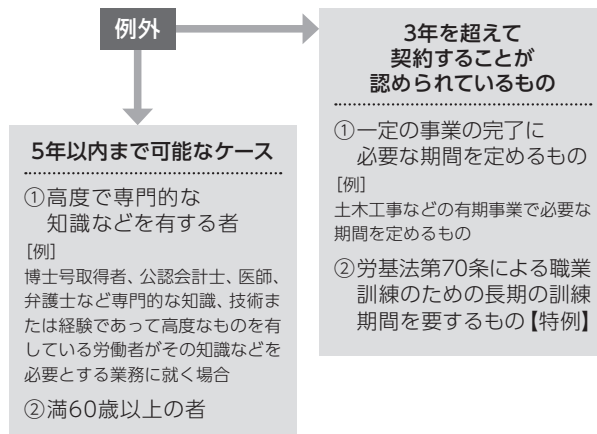 例外
5年以内まで可能なケース
①高度で専門的な
知識などを有する者
[例]
博士号取得者、公認会計士、医師、
弁護士など専門的な知識、技術ま
たは経験であって高度なものを有
している労働者がその知識などを
必要とする業務に就く場合
②満60歳以上の者
3年を超えて
契約することが
認められているもの
①一定の事業の完了に
必要な期間を定めるもの
[例]
土木工事などの有期事業で必要な
期間を定めるもの
②労基法第70条による職業
訓練のための長期の訓練
期間を要するもの【特例】